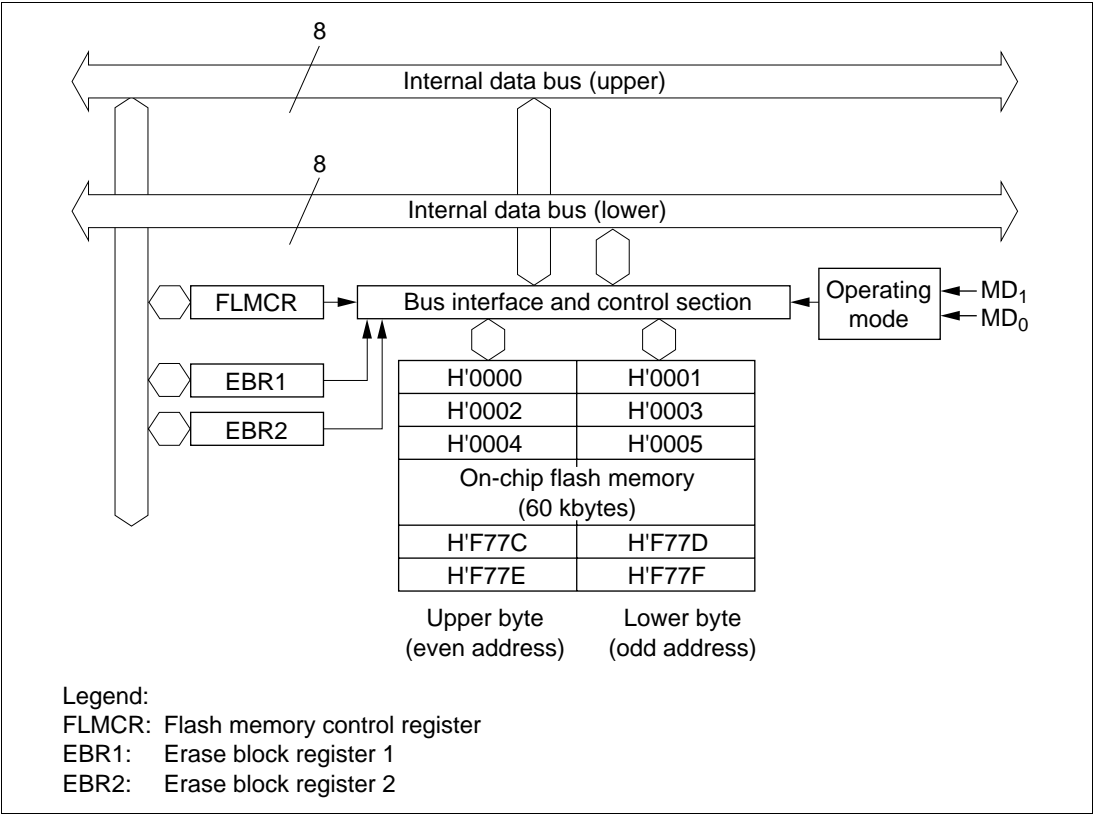 8
Internal data bus (upper)
8
Internal data bus (lower)
FLMCR
Bus interface and control section
Operating
mode
MD1
MD0
EBR1
EBR2
H'0000 H'0001
H'0002 H'0003
H'0004 H'0005
On-chip flash memory
(60 kbytes)
H'F77C H'F77D
H'F77E H'F77F
Upper byte
(even address)
Lower byte
(odd address)
Legend:
FLMCR: Flash memory control register
EBR1: Erase block register 1
EBR2: Erase block register 2